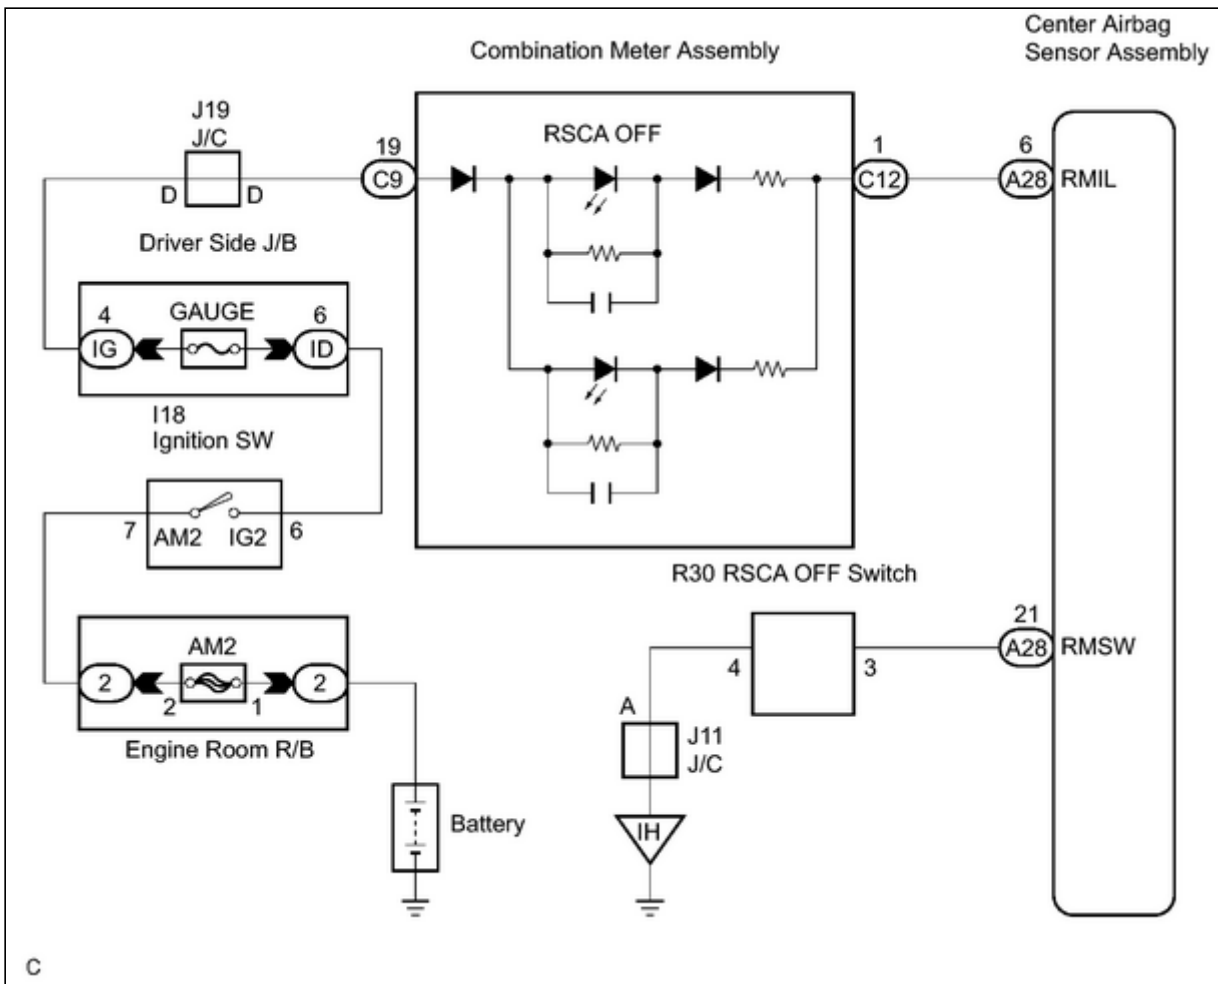 Center Airbag
Sensor Assembly
Combination Meter Assembly
J19
J/C
D D
19
C9
RSCA OFF
1
C12
6
A28 RMIL
Driver Side J/B
4 GAUGE 6
IG ID
I18
Ignition SW
7 AM2 IG2 6
AM2
2 2 1 2
Engine Room R/B
Battery
R30 RSCA OFF Switch
4 3
21
A28 RMSW
A
J11
J/C
IH
C